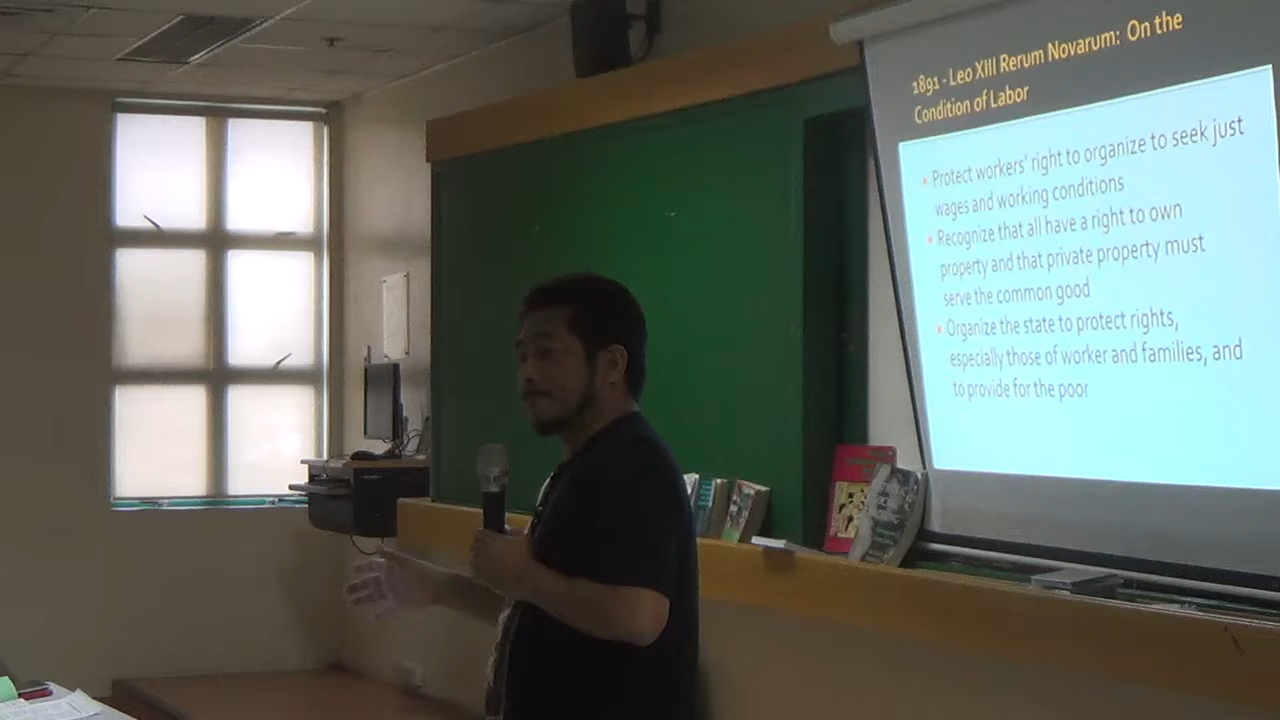 1891 - Leo XIII Rerum Novarum: On the
Condition of Labor
• Protect workers' right to organize to seek just
wages and working conditions
• Recognize that all have a right to own
property and that private property must
serve the common good
• Organize the state to protect rights,
especially those of worker and families, and
to provide for the poor